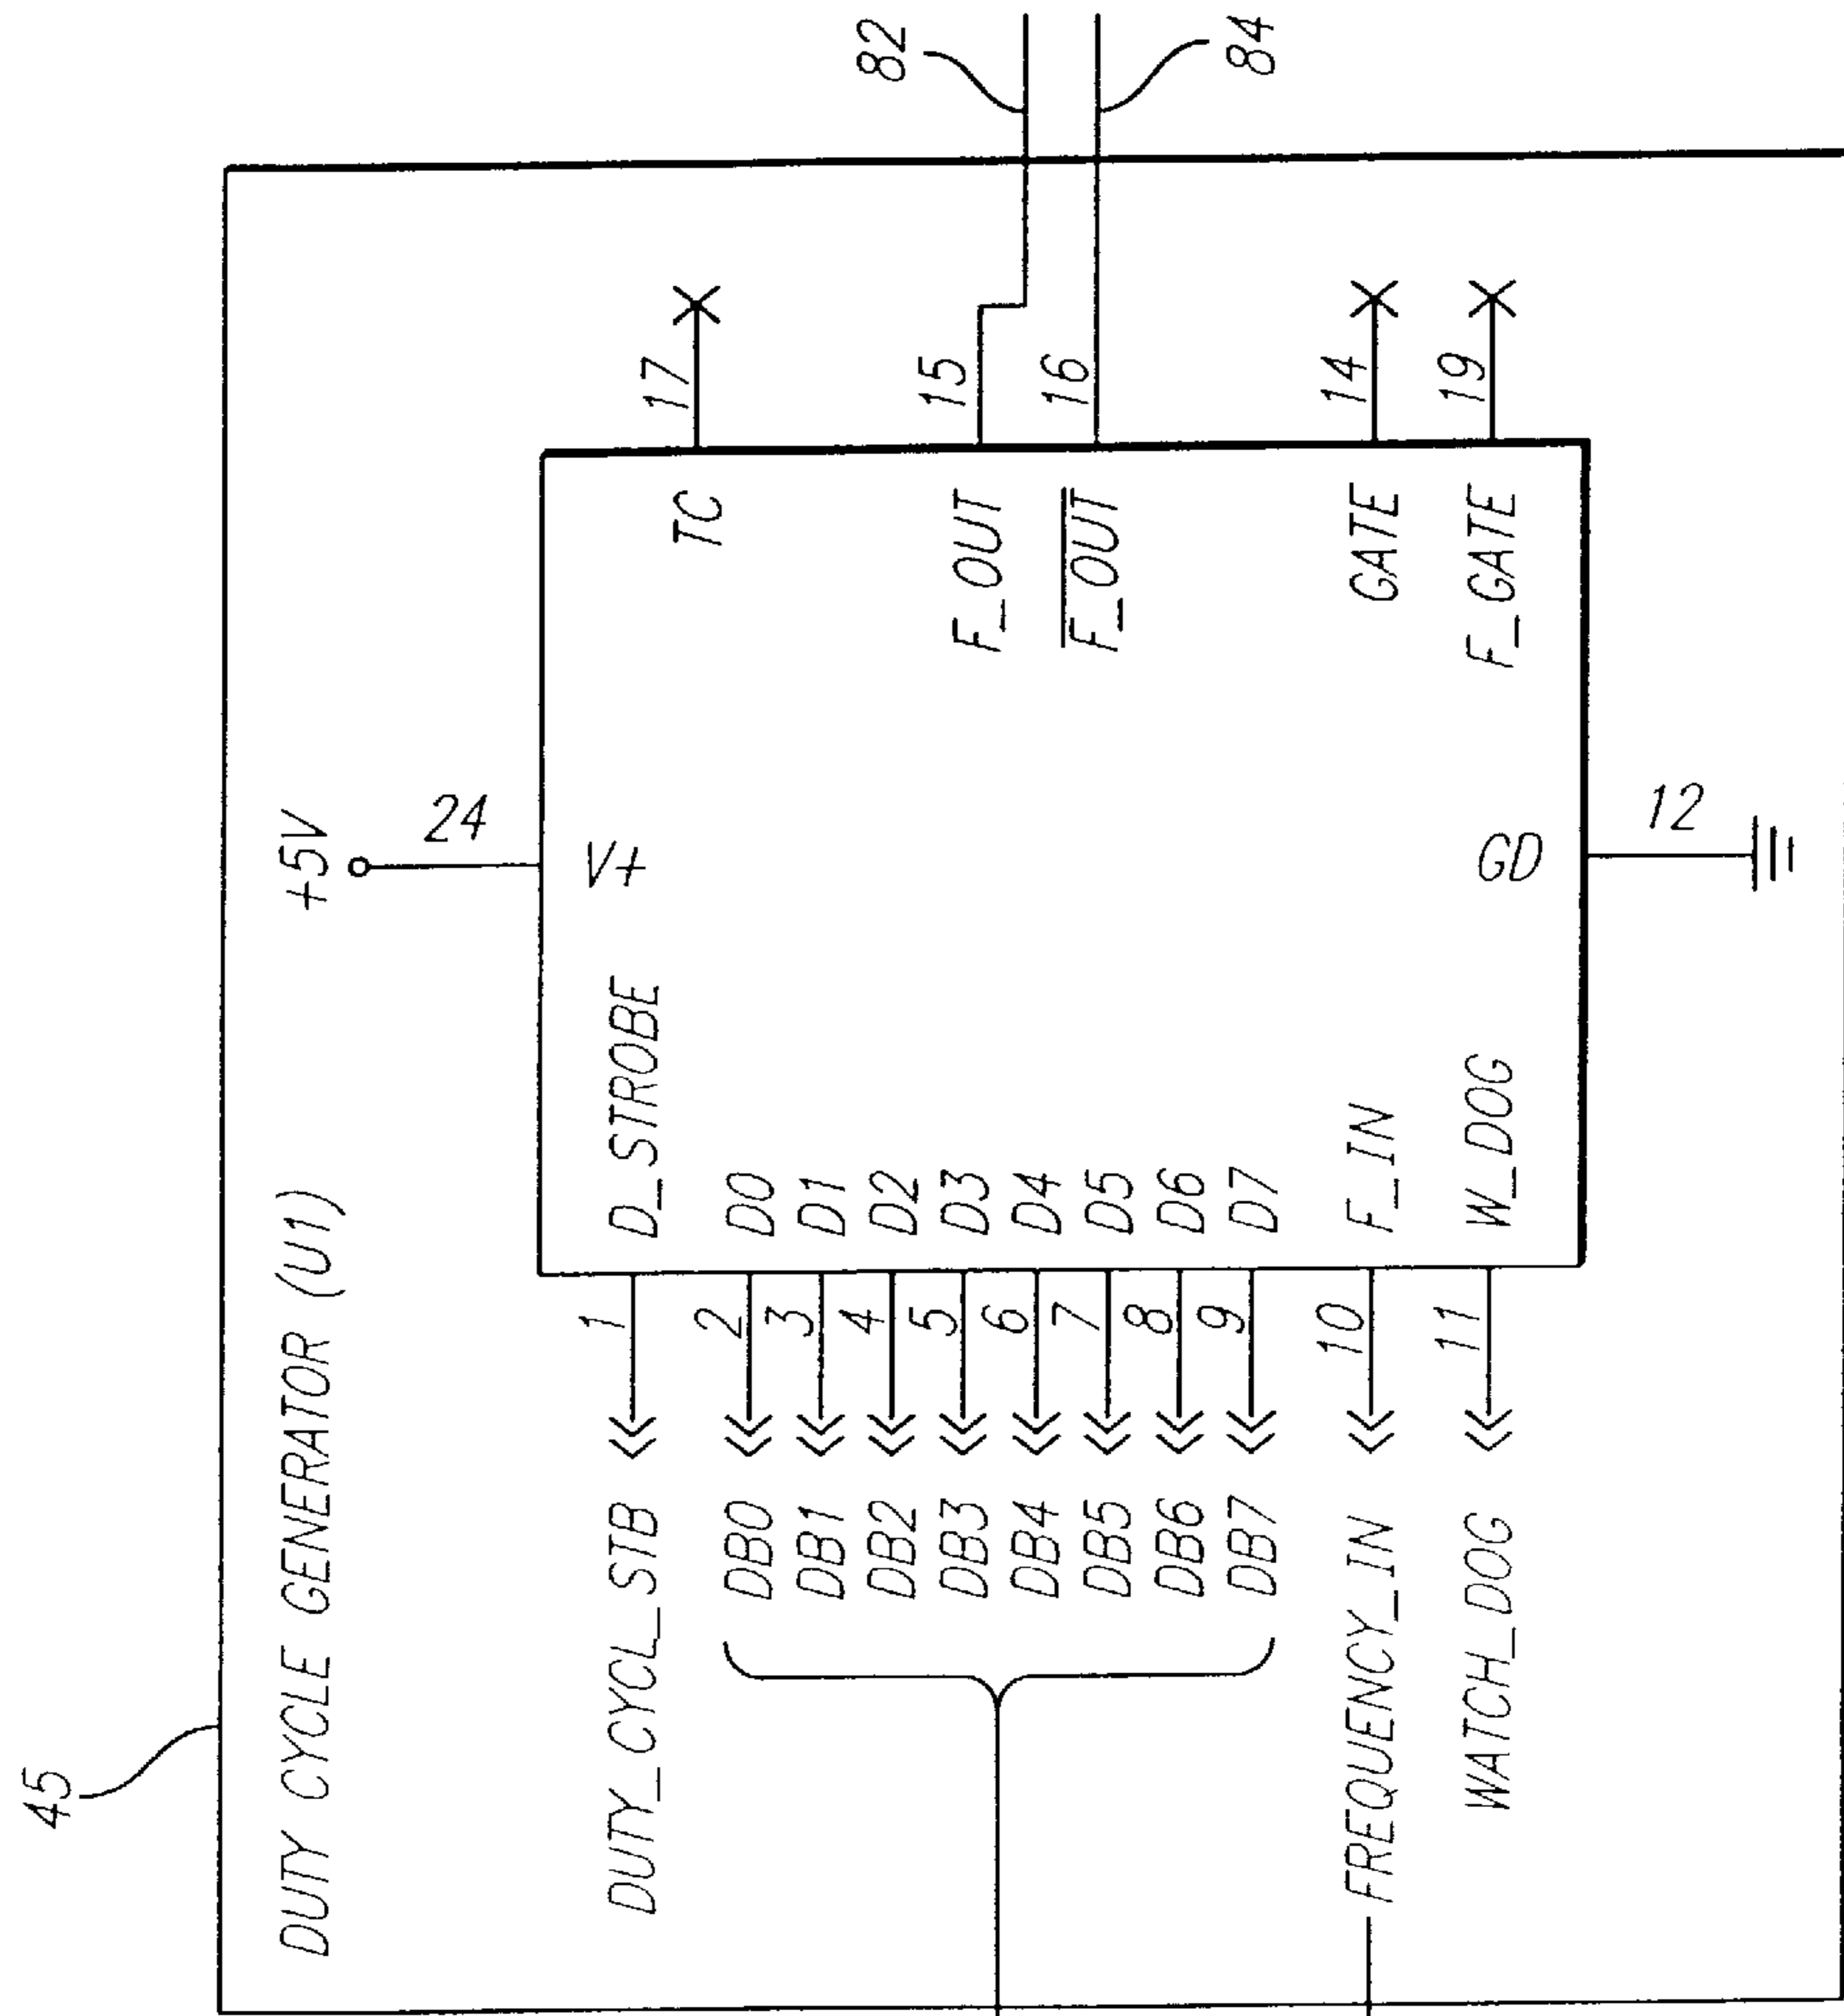 45
DUTY CYCLE GENERATOR (U1)
+5V
24
V+
DUTY_CYCL_STB
1
D_STROBE
TC
17
DB0
2
D0
DB1
3
D1
DB2
4
D2
DB3
5
D3
F_OUT
15
82
DB4
6
D4
F_OUT
16
84
DB5
7
D5
DB6
8
D6
DB7
9
D7
FREQUENCY_IN
10
F_IN
GATE
14
WATCH_DOG
11
W_DOG
GD
F_GATE
19
12